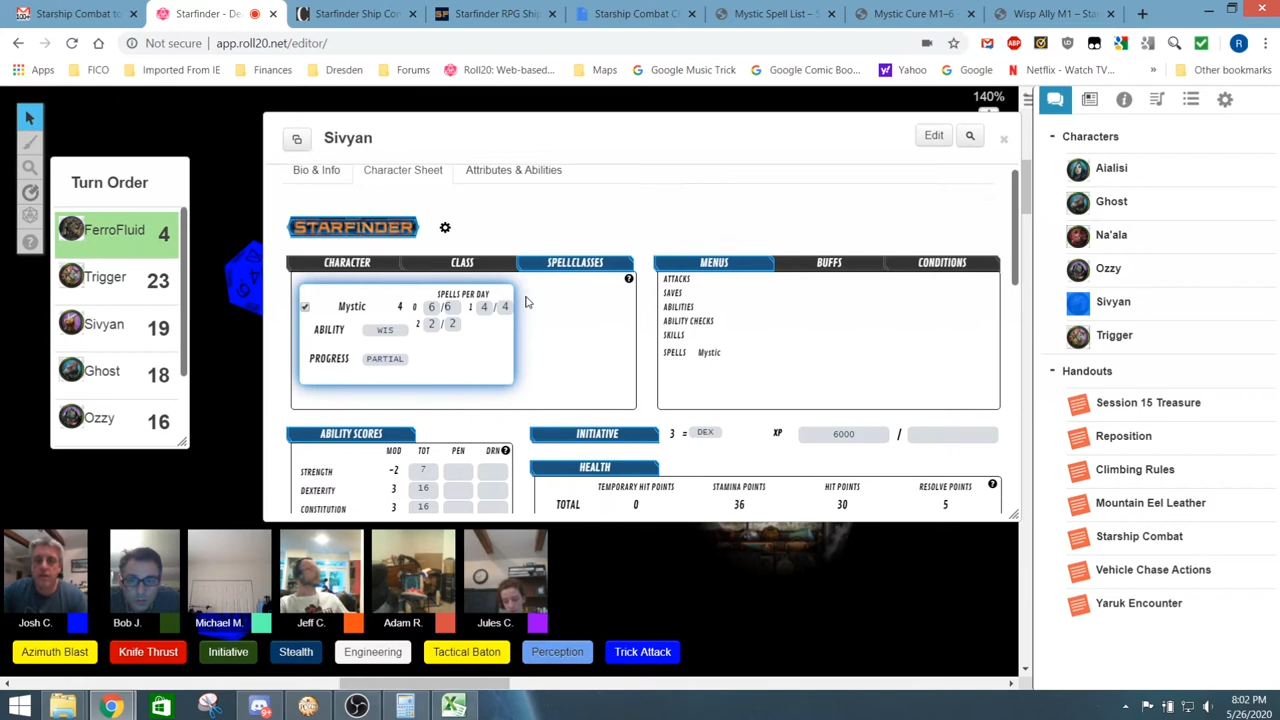 Starship Combat to
Starfinder - De
Starfinder Ship Con
Starfinder RPG Ship
Starship Combat C
Mystic Spell List – 5
Mystic Cure M1–6
Wisp Ally M1 – Sta
Not secure
app.roll20.net/editor/
Apps
FICO
Imported From IE
Finances
Dresden
Forums
Roll20: Web-based...
Maps
Google Music Trick
Google Comic Boo...
Yahoo
Google
Netflix - Watch TV...
»
Other bookmarks
140%
Turn Order
FerroFluid 4
Trigger 23
Sivyan 19
Ghost 18
Ozzy 16
Sivyan
Edit
Bio & Info
Character Sheet
Attributes & Abilities
STARFINDER
CHARACTER
CLASS
SPELLCLASSES
SPELLS PER DAY
Mystic 4 0 6/6 1 4/4
2 2/2
ABILITY WIS
PROGRESS PARTIAL
MENUS
BUFFS
CONDITIONS
ATTACKS
SAVES
ABILITIES
ABILITY CHECKS
SKILLS
SPELLS Mystic
ABILITY SCORES
MOD TOT PEN DRN
STRENGTH -2 7
DEXTERITY 3 16
CONSTITUTION 3 16
INITIATIVE 3 = DEX
XP 6000 /
HEALTH
TEMPORARY HIT POINTS
STAMINA POINTS
HIT POINTS
RESOLVE POINTS
TOTAL 0 36 30 5
Characters
Aialisi
Ghost
Na'ala
Ozzy
Sivyan
Trigger
Handouts
Session 15 Treasure
Reposition
Climbing Rules
Mountain Eel Leather
Starship Combat
Vehicle Chase Actions
Yaruk Encounter
Josh C.
Bob J.
Michael M.
Jeff C.
Adam R.
Jules C.
Azimuth Blast
Knife Thrust
Initiative
Stealth
Engineering
Tactical Baton
Perception
Trick Attack
8:02 PM
5/26/2020